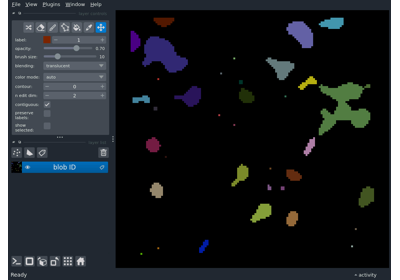 File View Plugins Window Help
label: 1
opacity: 0.70
brush size: 10
blending: translucent
color mode: auto
contour: 0
n edit dim: 2
contiguous:
preserve labels:
show selected:
blob ID
Ready
activity